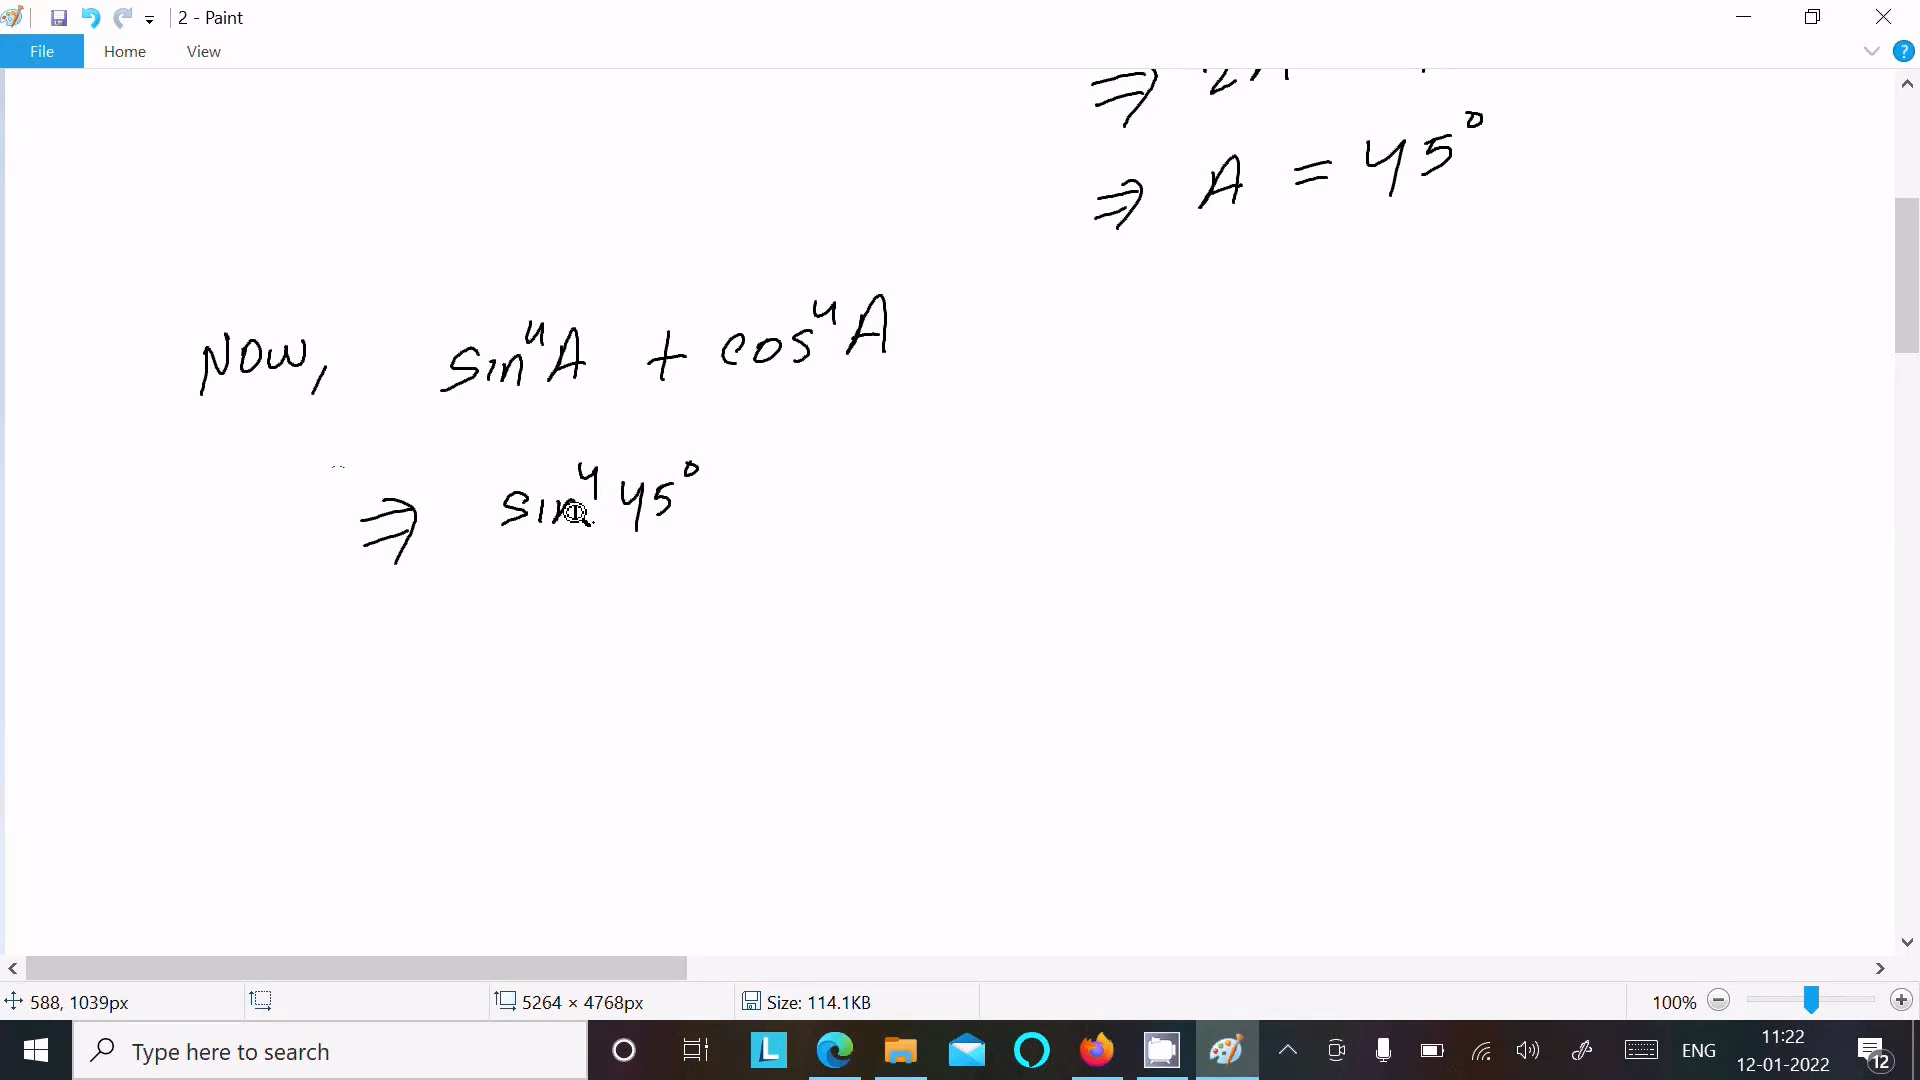 2 - Paint
File Home View
⇒ A = 45°
Now, sin⁴A + cos⁴A
⇒ sin⁴ 45°
588, 1039px 5264 × 4768px Size: 114.1KB 100%
Type here to search L ENG 11:22
12-01-2022 12